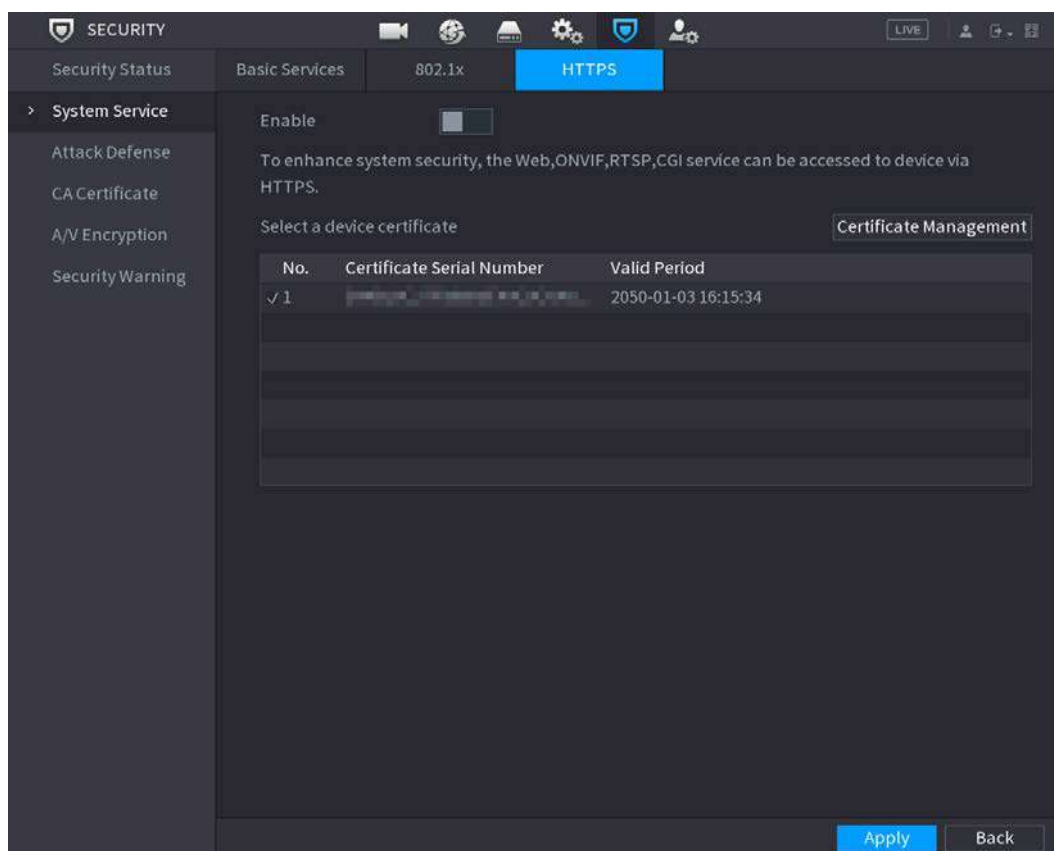 SECURITY
LIVE
Security Status
Basic Services
802.1x
HTTPS
System Service
Enable
Attack Defense
To enhance system security, the Web,ONVIF,RTSP,CGI service can be accessed to device via
HTTPS.
CA Certificate
Select a device certificate
Certificate Management
A/V Encryption
No.
Certificate Serial Number
Valid Period
Security Warning
1
2050-01-03 16:15:34
Apply
Back